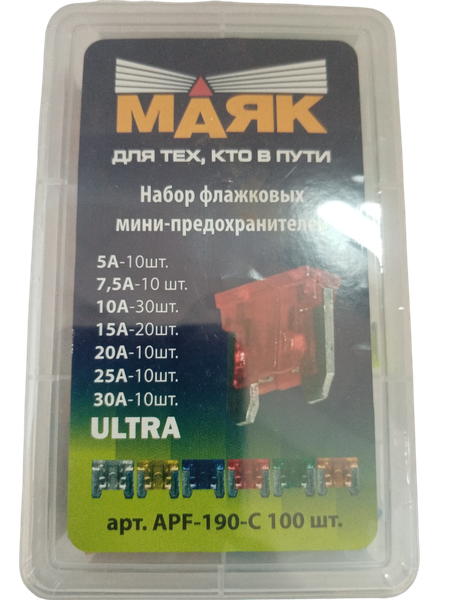 МАЯК
ДЛЯ ТЕХ, КТО В ПУТИ
Набор флажковых
мини-предохранителей
5А-10шт.
7,5А-10 шт.
10А-30шт.
15А-20шт.
20А-10шт.
25А-10шт.
30А-10шт.
ULTRA
арт. APF-190-C 100 шт.